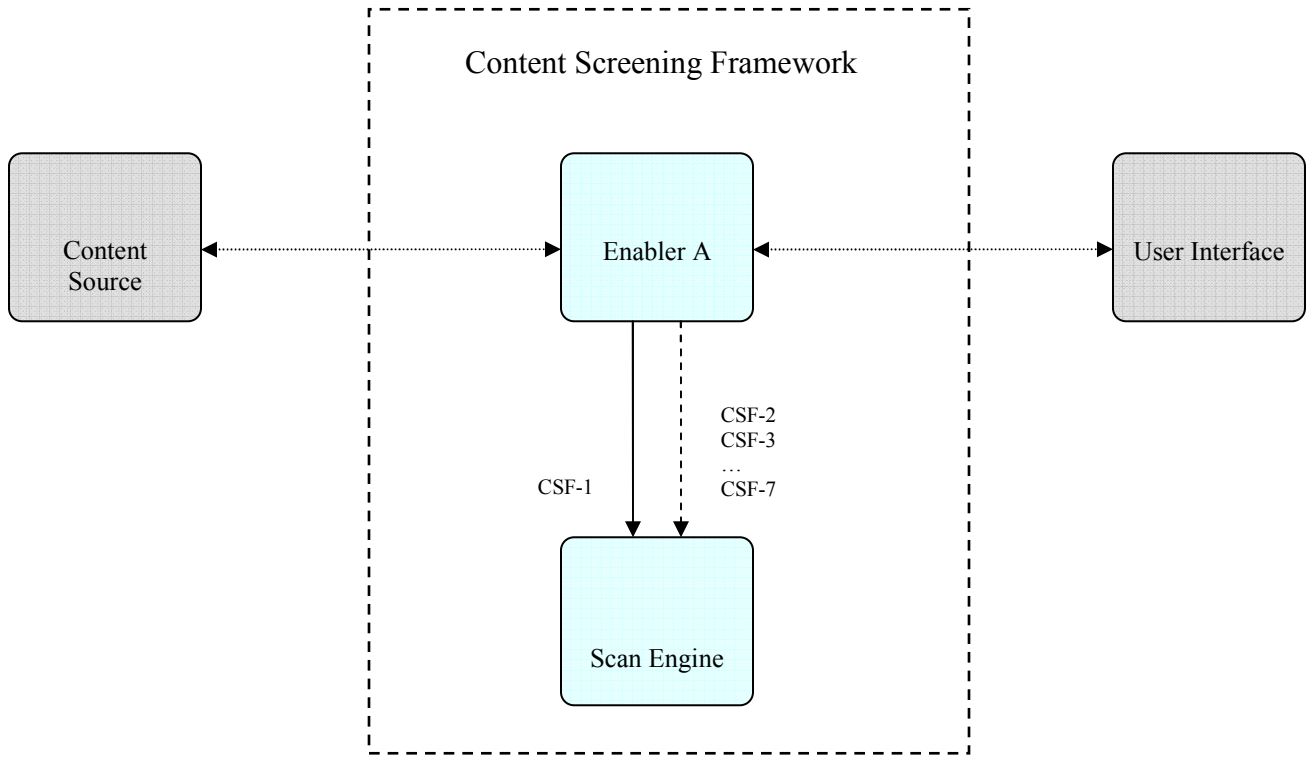 Content Screening Framework
Content
Source
Enabler A
User Interface
CSF-1
CSF-2
CSF-3
…
CSF-7
Scan Engine